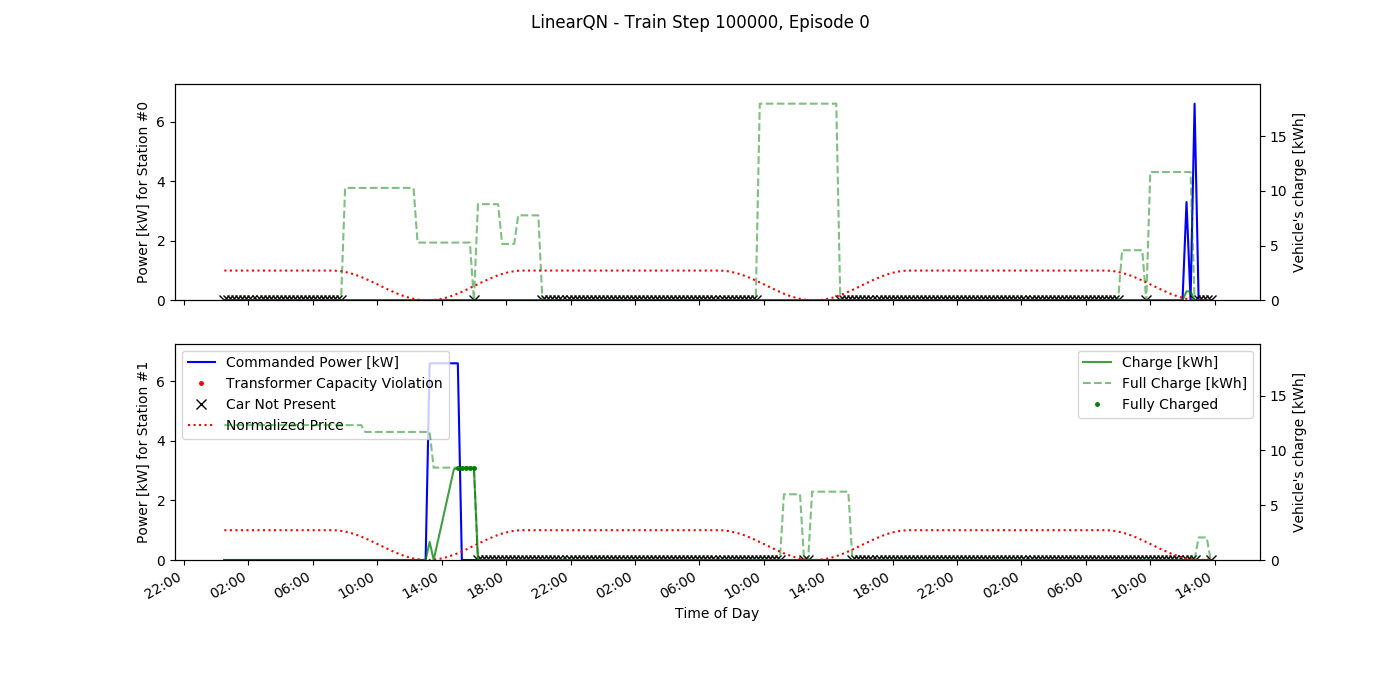 LinearQN - Train Step 100000, Episode 0
Power [kW] for Station #0
6
4
2
0
15
10
5
0
Vehicle's charge [kWh]
Power [kW] for Station #1
6
4
2
0
Commanded Power [kW]
Transformer Capacity Violation
Car Not Present
Normalized Price
Charge [kWh]
Full Charge [kWh]
Fully Charged
15
10
5
0
Vehicle's charge [kWh]
22:00 02:00 06:00 10:00 14:00 18:00 22:00 02:00 06:00 10:00 14:00 18:00 22:00 02:00 06:00 10:00 14:00
Time of Day